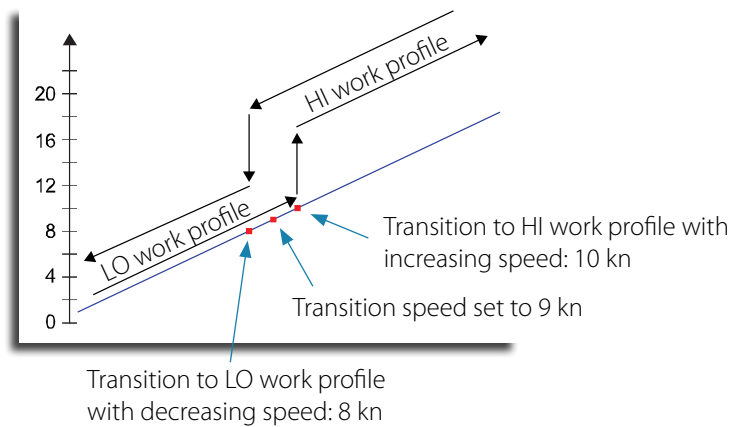 HI work profile
20
16
12
8
4
0
LO work profile
Transition to HI work profile with
increasing speed: 10 kn
Transition speed set to 9 kn
Transition to LO work profile
with decreasing speed: 8 kn